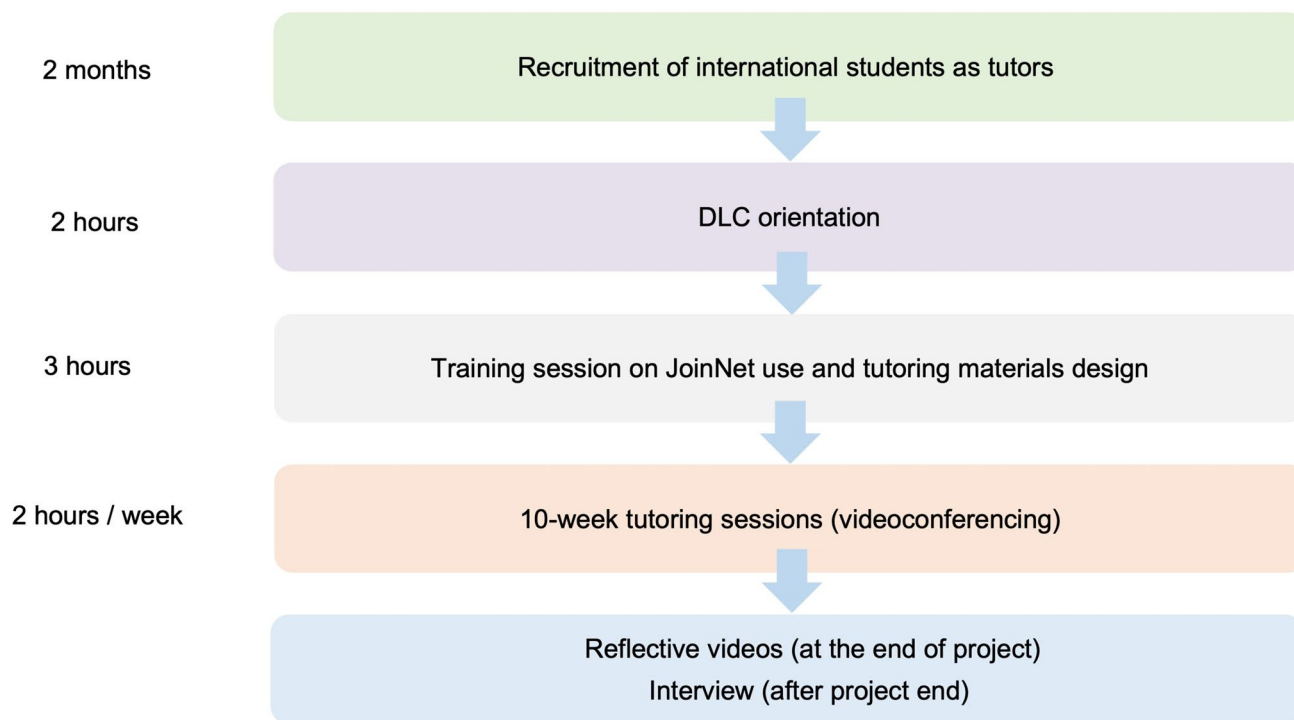 2 months
Recruitment of international students as tutors
2 hours
DLC orientation
3 hours
Training session on JoinNet use and tutoring materials design
2 hours / week
10-week tutoring sessions (videoconferencing)
Reflective videos (at the end of project)
Interview (after project end)